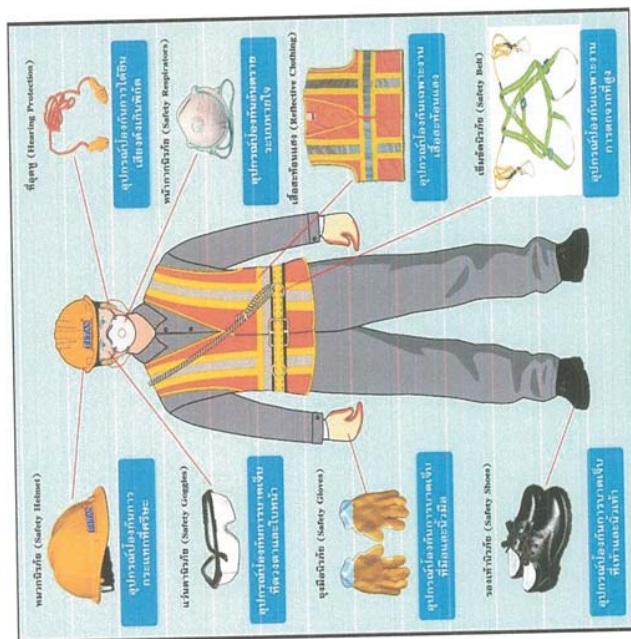 หมวกนิรภัย (Safety Helmet)
อุปกรณ์ป้องกันการ
กระแทกที่ศรีษะ
แว่นตานิรภัย (Safety Goggles)
อุปกรณ์ป้องกันการบาดเจ็บ
ที่ดวงตาและใบหน้า
ถุงมือนิรภัย (Safety Gloves)
อุปกรณ์ป้องกันการบาดเจ็บ
ที่มือและนิ้วมือ
รองเท้านิรภัย (Safety Shoes)
อุปกรณ์ป้องกันการบาดเจ็บ
ที่เท้าและนิ้วเท้า
ที่อุดหู (Hearing Protection)
อุปกรณ์ป้องกันการได้ยิน
เสียงดังเกินพิกัด
หน้ากากนิรภัย (Safety Respirators)
อุปกรณ์ป้องกันอันตราย
ระบบหายใจ
เสื้อสะท้อนแสง (Reflective Clothing)
อุปกรณ์ป้องกันเฉพาะงาน
เสื้อสะท้อนแสง
เข็มขัดนิรภัย (Safety Belt)
อุปกรณ์ป้องกันเฉพาะงาน
การตกจากที่สูง